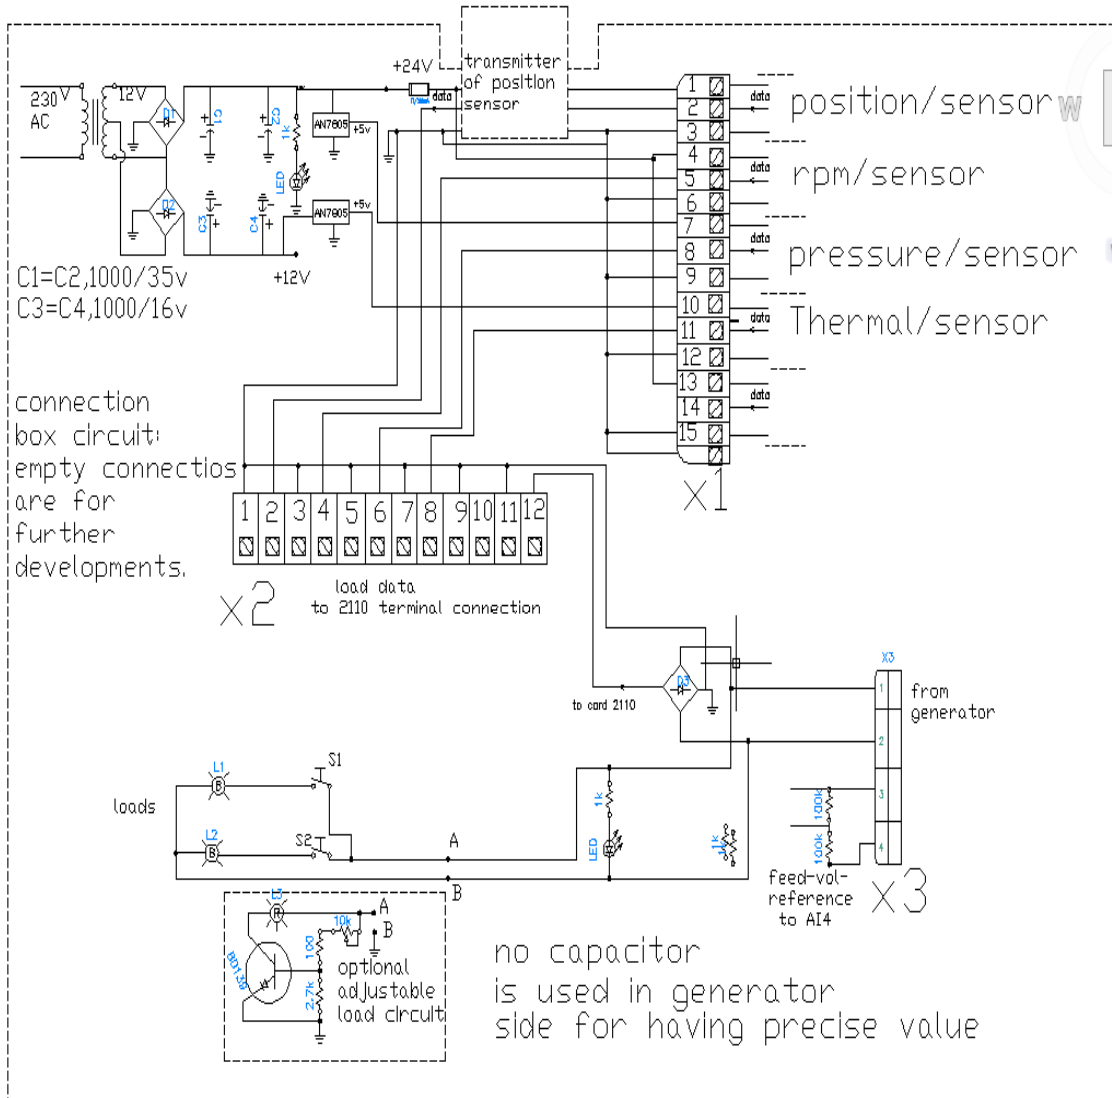 +24V
transmitter
of position
sensor
230V
AC
12V
D1
C1
C2
1k
AN7805
+5v
data
1
2
3
4
5
6
7
8
9
10
11
12
13
14
15
data
data
data
data
data
position/sensor
rpm/sensor
pressure/sensor
Thermal/sensor
W
LED
D2
C3
C4
AN7805
+5v
+12V
C1=C2,1000/35v
C3=C4,1000/16v
X1
connection
box circuit:
empty connectios
are for
further
developments.
1 2 3 4 5 6 7 8 9 10 11 12
X2
load data
to 2110 terminal connection
D3
to card 2110
X3
1
2
3
4
from
generator
100k
100k
feed-vol-
reference
to AI4
X3
loads
L1
S1
L2
S2
A
B
1k
LED
1k
L3
A
B
10k
100
BD139
2.7k
optional
adjustable
load circuit
no capacitor
is used in generator
side for having precise value